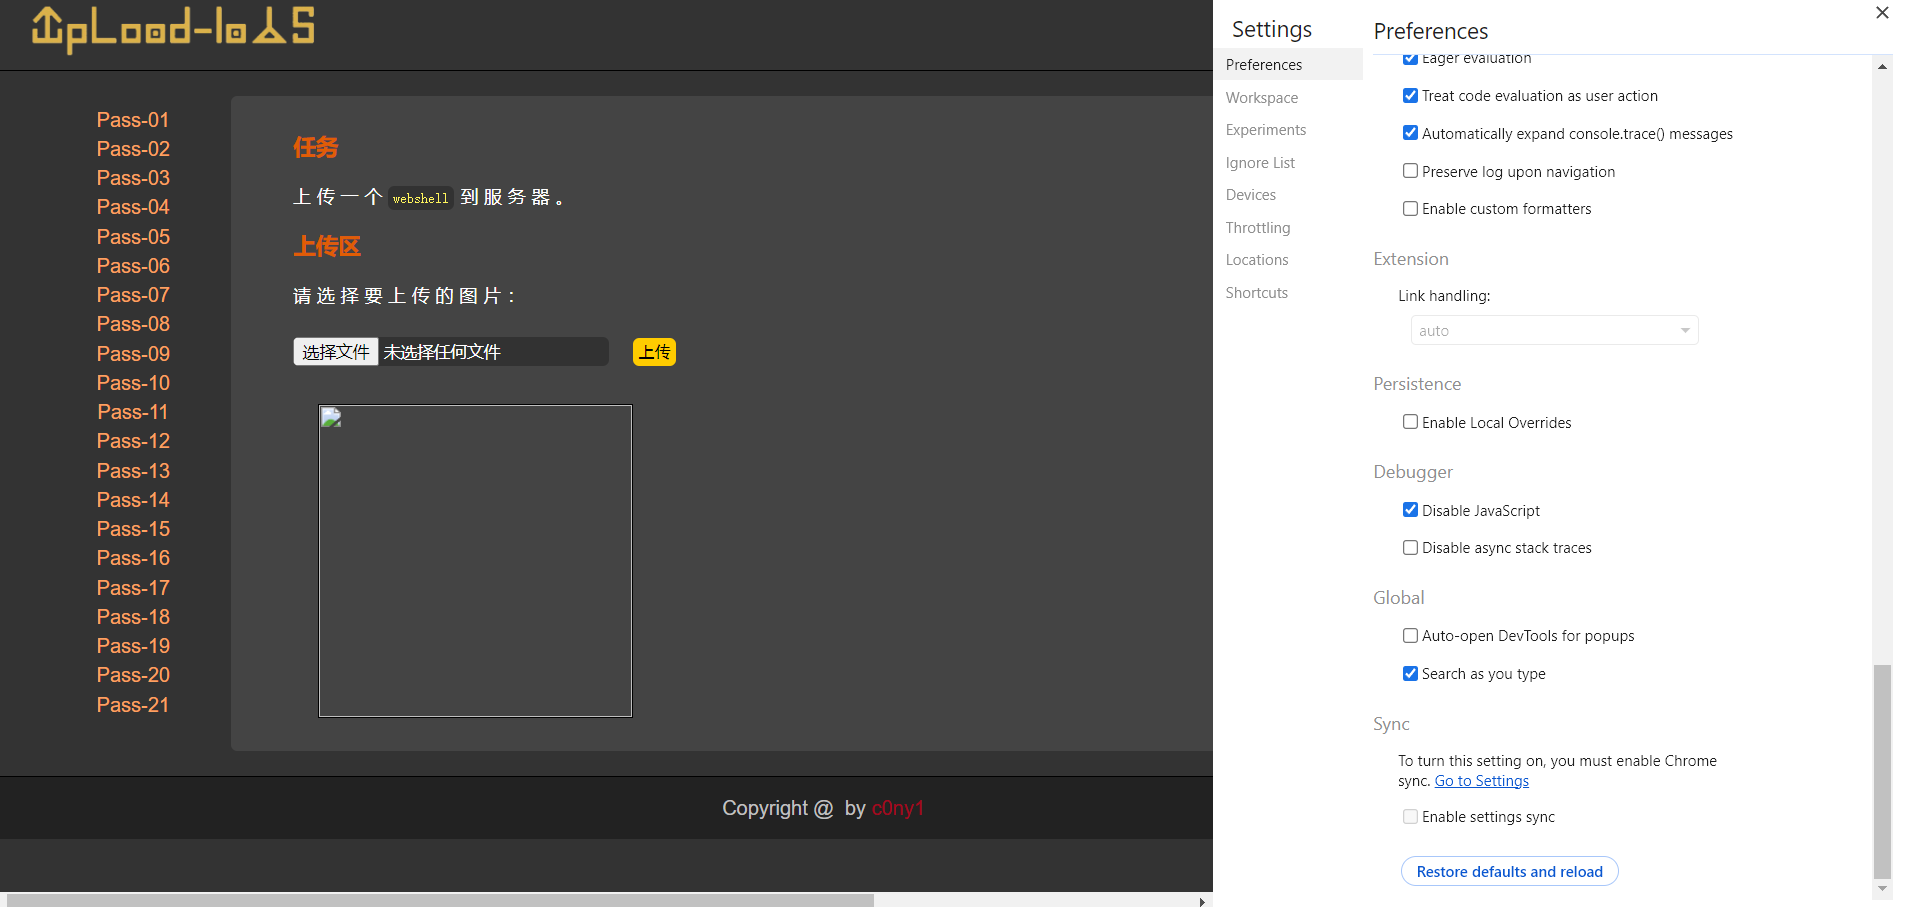 UpLoad-labs
Pass-01
Pass-02
Pass-03
Pass-04
Pass-05
Pass-06
Pass-07
Pass-08
Pass-09
Pass-10
Pass-11
Pass-12
Pass-13
Pass-14
Pass-15
Pass-16
Pass-17
Pass-18
Pass-19
Pass-20
Pass-21
任务
上传一个 webshell 到服务器。
上传区
请选择要上传的图片：
选择文件 未选择任何文件 上传
Copyright @ by c0ny1
Settings
Preferences
Workspace
Experiments
Ignore List
Devices
Throttling
Locations
Shortcuts
Preferences
Eager evaluation
Treat code evaluation as user action
Automatically expand console.trace() messages
Preserve log upon navigation
Enable custom formatters
Extension
Link handling:
auto
Persistence
Enable Local Overrides
Debugger
Disable JavaScript
Disable async stack traces
Global
Auto-open DevTools for popups
Search as you type
Sync
To turn this setting on, you must enable Chrome
sync. Go to Settings
Enable settings sync
Restore defaults and reload